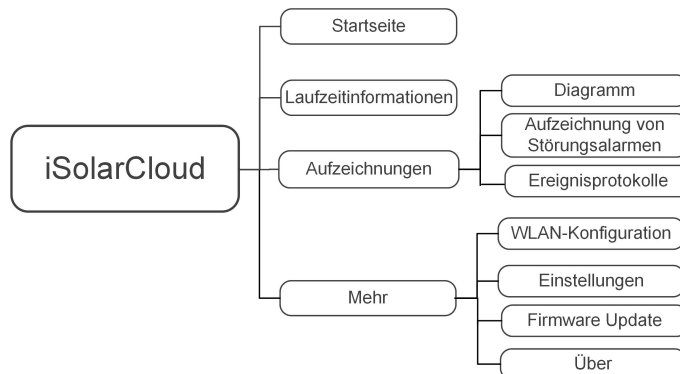 Startseite
Laufzeitinformationen
iSolarCloud
Aufzeichnungen
Diagramm
Aufzeichnung von
Störungsalarmen
Ereignisprotokolle
Mehr
WLAN-Konfiguration
Einstellungen
Firmware Update
Über